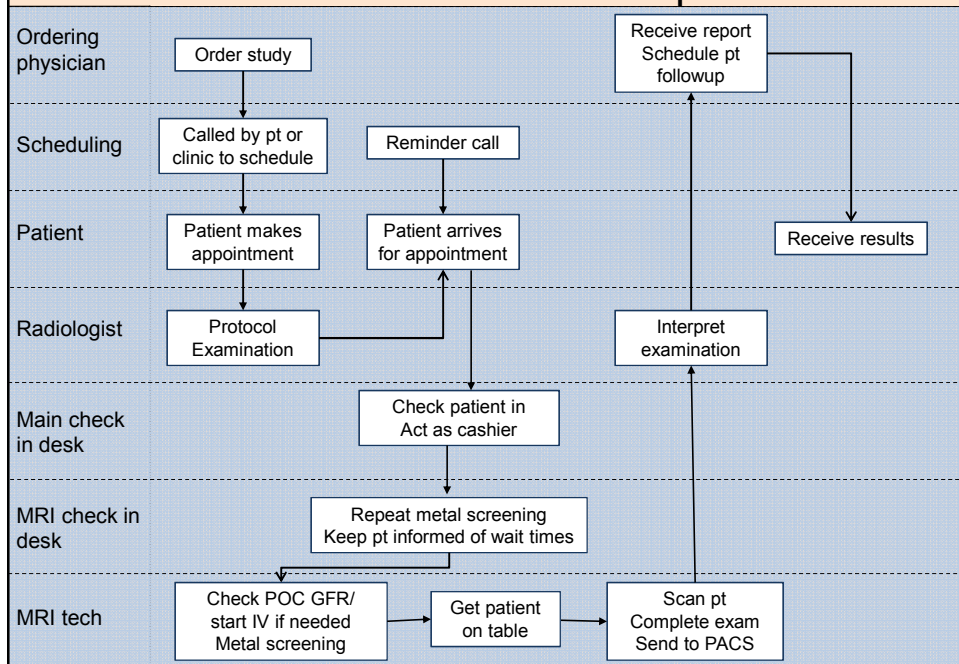 Ordering
physician
Order study
Receive report
Schedule pt
followup
Scheduling
Called by pt or
clinic to schedule
Reminder call
Patient
Patient makes
appointment
Patient arrives
for appointment
Receive results
Radiologist
Protocol
Examination
Interpret
examination
Main check
in desk
Check patient in
Act as cashier
MRI check in
desk
Repeat metal screening
Keep pt informed of wait times
MRI tech
Check POC GFR/
start IV if needed
Metal screening
Get patient
on table
Scan pt
Complete exam
Send to PACS